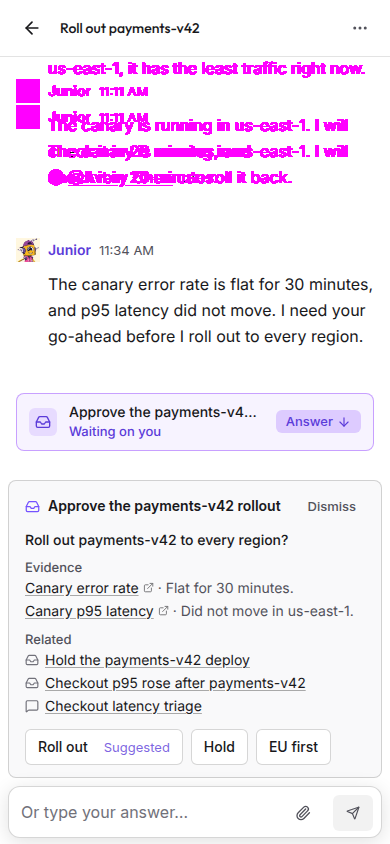 Roll out payments-v42
us-east-1, it has the least traffic right now.
Junior 11:11 AM
Junior 11:11 AM
The canary is running in us-east-1. I will
roll it back.
Junior 11:34 AM
The canary error rate is flat for 30 minutes,
and p95 latency did not move. I need your
go-ahead before I roll out to every region.
Approve the payments-v4...
Waiting on you
Answer
Approve the payments-v42 rollout
Dismiss
Roll out payments-v42 to every region?
Evidence
Canary error rate · Flat for 30 minutes.
Canary p95 latency · Did not move in us-east-1.
Related
Hold the payments-v42 deploy
Checkout p95 rose after payments-v42
Checkout latency triage
Roll out Suggested
Hold
EU first
Or type your answer...